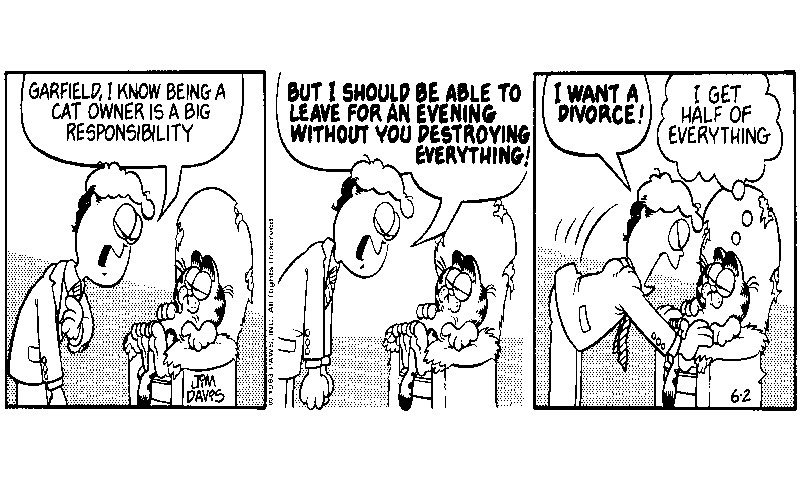 GARFIELD, I KNOW BEING A
CAT OWNER IS A BIG
RESPONSIBILITY
JIM
DAVIS
BUT I SHOULD BE ABLE TO
LEAVE FOR AN EVENING
WITHOUT YOU DESTROYING
EVERYTHING!
I WANT A
DIVORCE!
I GET
HALF OF
EVERYTHING
6-2